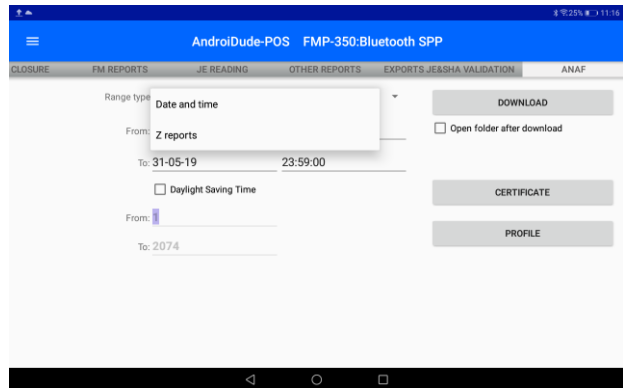 25% 11:16
AndroiDude-POS FMP-350:Bluetooth SPP
CLOSURE FM REPORTS JE READING OTHER REPORTS EXPORTS JE&SHA VALIDATION ANAF
Range type Date and time DOWNLOAD
From: Z reports Open folder after download
To: 31-05-19 23:59:00
Daylight Saving Time CERTIFICATE
From: 1
PROFILE
To: 2074